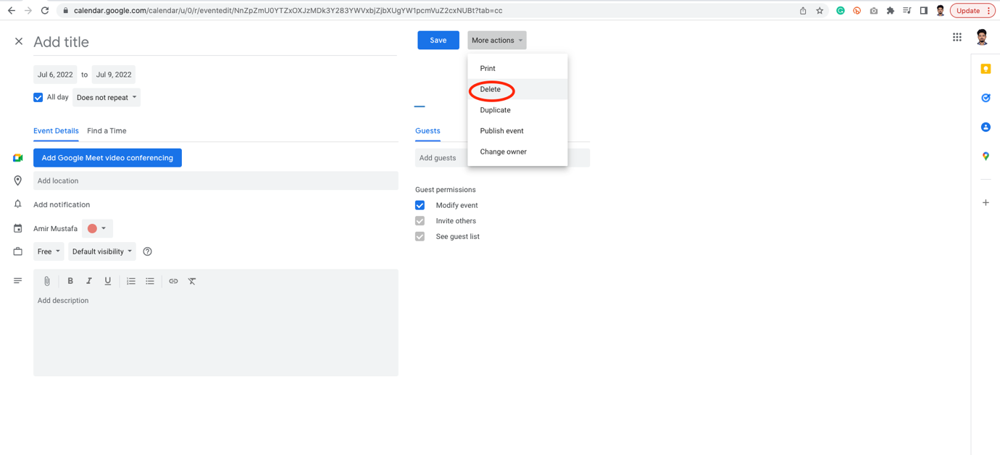 calendar.google.com/calendar/u/0/r/eventedit/NnZpZmU0YTZxOXJzMDk3Y283YWVxbjZjbXUgYW1pcmVuZ2cxNUBt?tab=cc
Update
Add title
Save
More actions
Jul 6, 2022 to Jul 9, 2022
All day
Does not repeat
Print
Delete
Duplicate
Publish event
Change owner
Event Details
Find a Time
Guests
Add Google Meet video conferencing
Add guests
Add location
Guest permissions
Add notification
Modify event
Invite others
Amir Mustafa
See guest list
Free
Default visibility
B I U
Add description